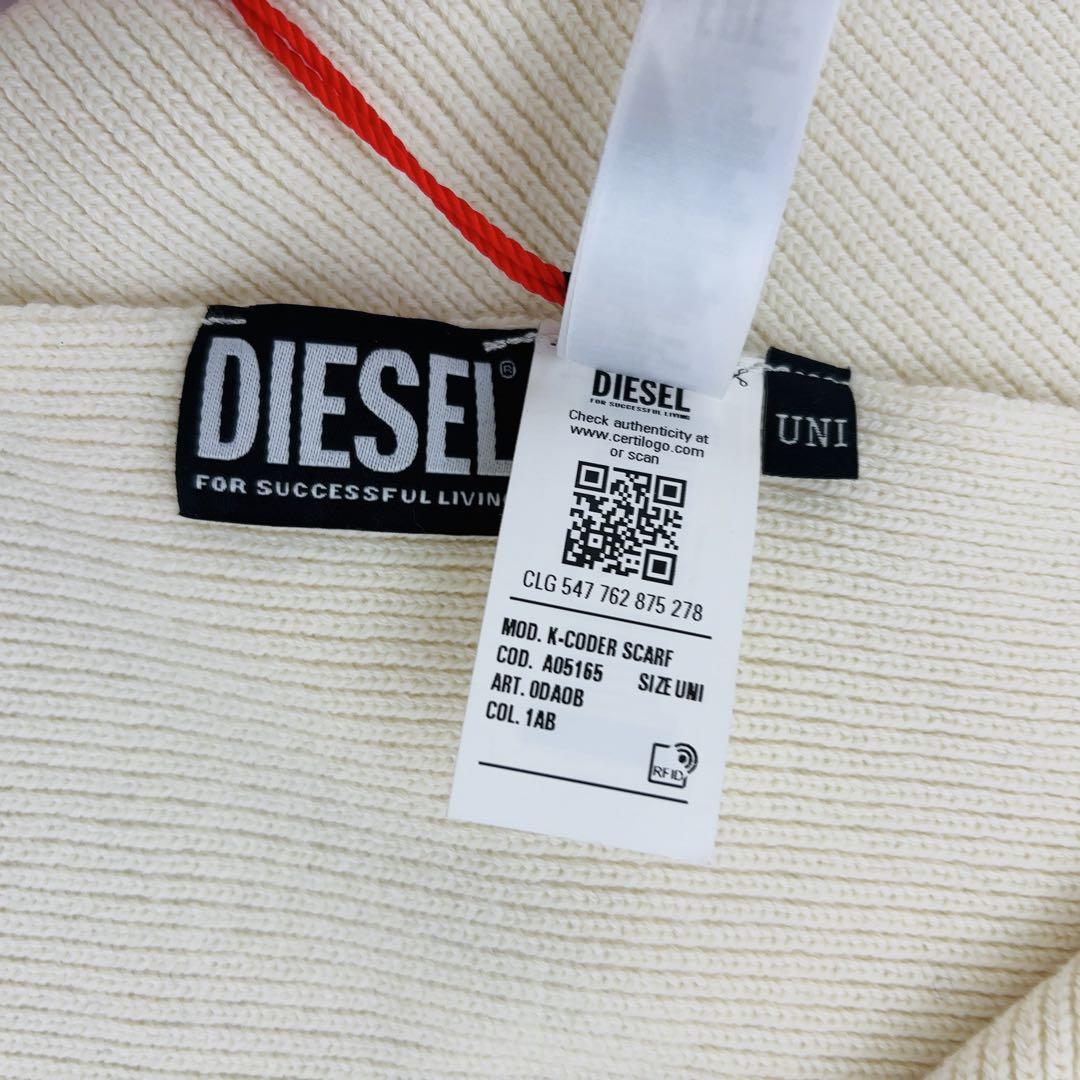 DIESEL®
FOR SUCCESSFUL LIVING
UNI
DIESEL
FOR SUCCESSFUL LIVING
Check authenticity at
www.certilogo.com
or scan
CLG 547 762 875 278
MOD. K-CODER SCARF
COD. A05165 SIZE UNI
ART. 0DAOB
COL. 1AB
RFID